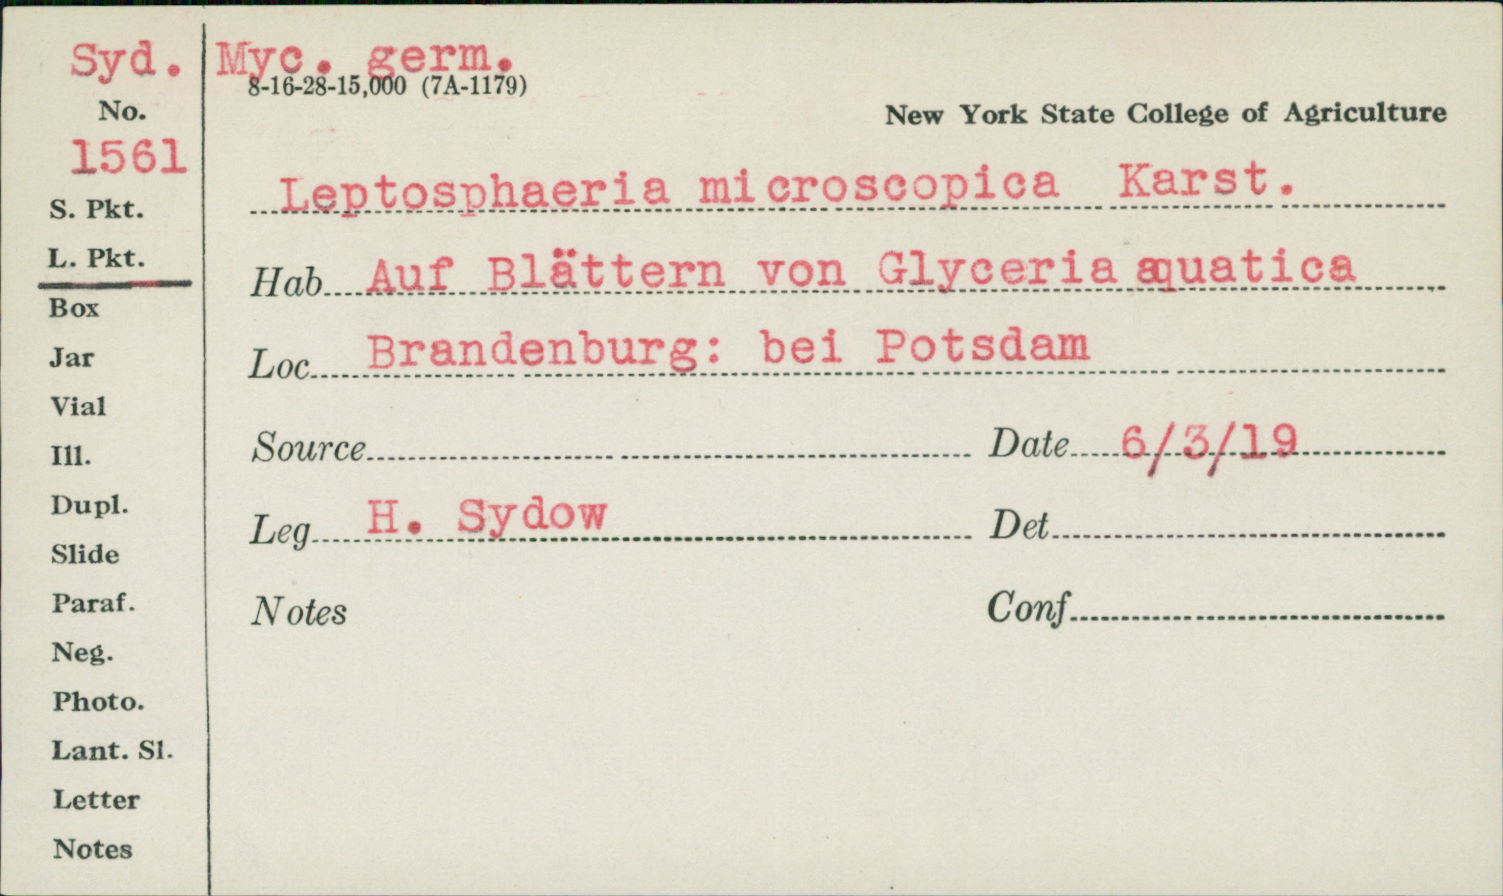 Syd. Myc. germ.
8-16-28-15,000 (7A-1179)
No.
New York State College of Agriculture
1561
Leptosphaeria microscopica Karst.
S. Pkt.
L. Pkt.
Hab. Auf Blättern von Glyceria aquatica
Box
Jar
Loc. Brandenburg: bei Potsdam
Vial
Ill.
Source Date 6/3/19
Dupl.
Leg. H. Sydow Det.
Slide
Paraf.
Notes Conf.
Neg.
Photo.
Lant. Sl.
Letter
Notes